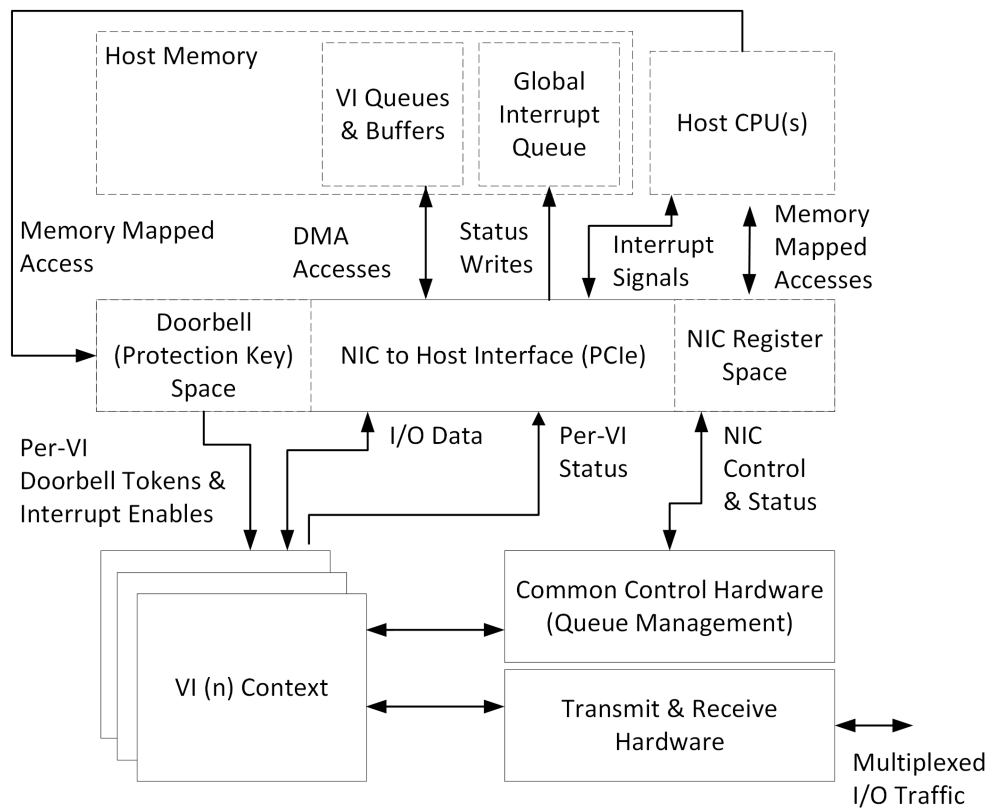 Host Memory
VI Queues
& Buffers
Global
Interrupt
Queue
Host CPU(s)
Memory Mapped
Access
DMA
Accesses
Status
Writes
Interrupt
Signals
Memory
Mapped
Accesses
Doorbell
(Protection Key)
Space
NIC to Host Interface (PCIe)
NIC Register
Space
Per-VI
Doorbell Tokens &
Interrupt Enables
I/O Data
Per-VI
Status
NIC
Control
& Status
Common Control Hardware
(Queue Management)
VI (n) Context
Transmit & Receive
Hardware
Multiplexed
I/O Traffic